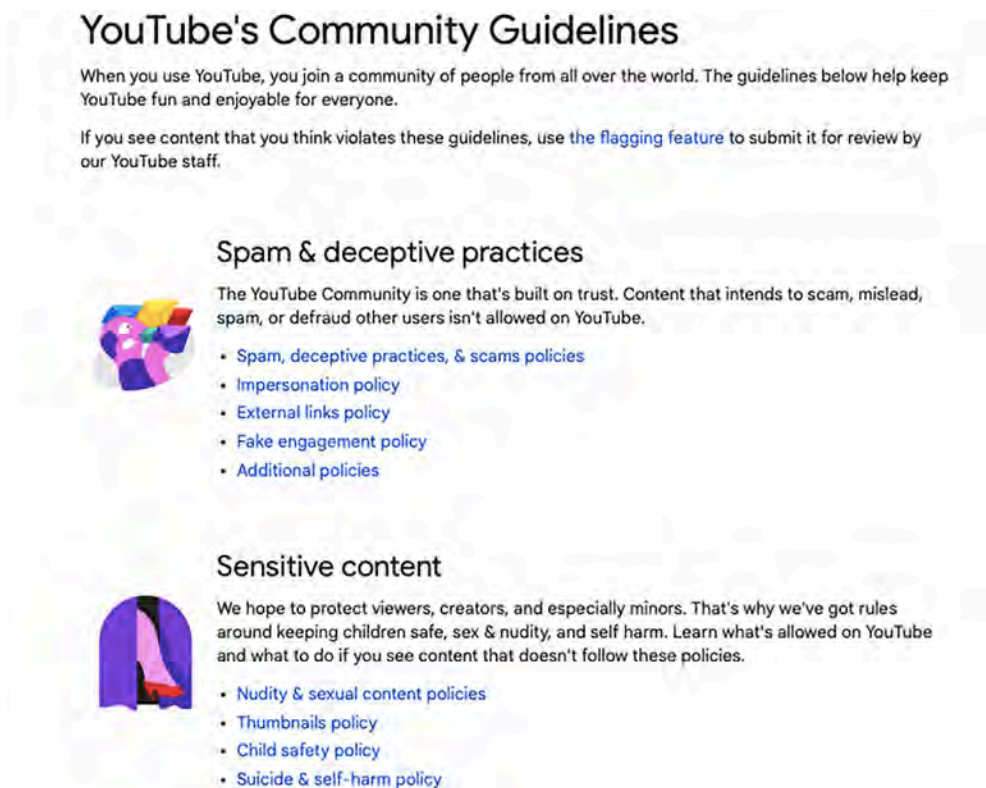 YouTube's Community Guidelines
When you use YouTube, you join a community of people from all over the world. The guidelines below help keep
YouTube fun and enjoyable for everyone.
If you see content that you think violates these guidelines, use the flagging feature to submit it for review by
our YouTube staff.
Spam & deceptive practices
The YouTube Community is one that's built on trust. Content that intends to scam, mislead,
spam, or defraud other users isn't allowed on YouTube.
• Spam, deceptive practices, & scams policies
• Impersonation policy
• External links policy
• Fake engagement policy
• Additional policies
Sensitive content
We hope to protect viewers, creators, and especially minors. That's why we've got rules
around keeping children safe, sex & nudity, and self harm. Learn what's allowed on YouTube
and what to do if you see content that doesn't follow these policies.
• Nudity & sexual content policies
• Thumbnails policy
• Child safety policy
• Suicide & self-harm policy